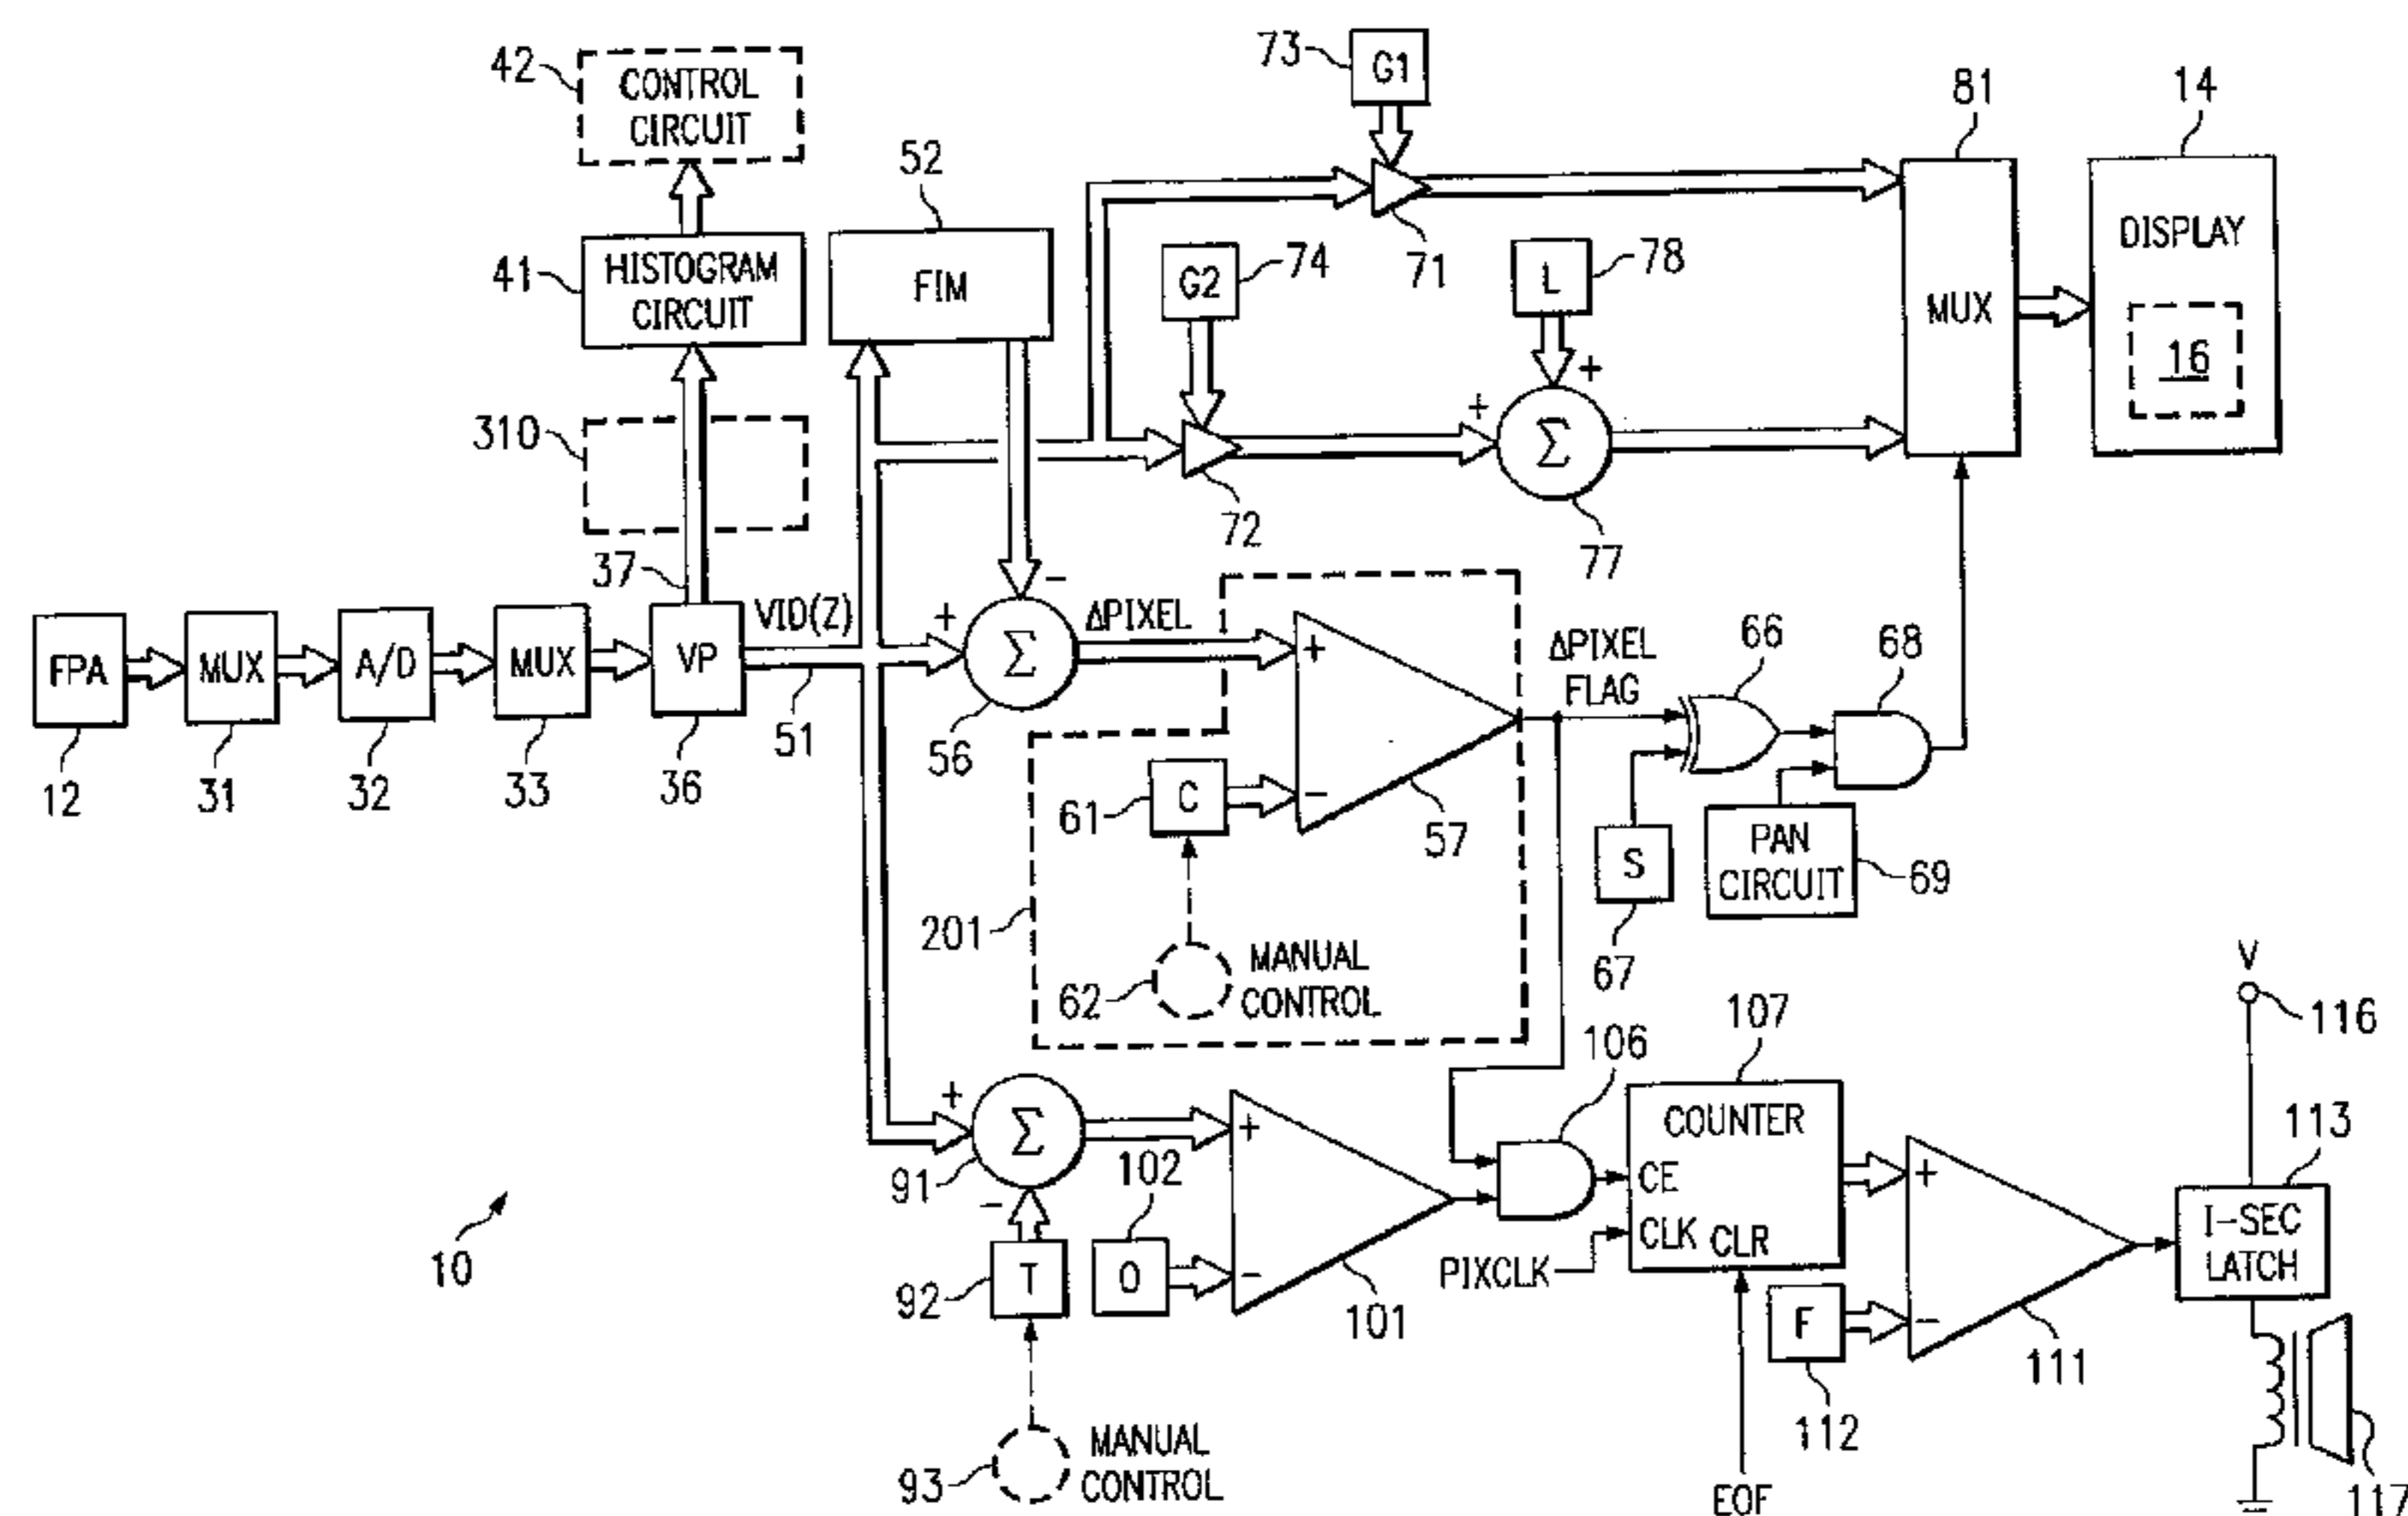 42
CONTROL
CIRCUIT
73
G1
81
14
52
41
HISTOGRAM
CIRCUIT
FIM
G2
74
71
L
78
DISPLAY
MUX
16
310
+
+
Σ
72
77
37
VID(Z)
+
−
Σ
ΔPIXEL
FPA
MUX
A/D
MUX
VP
12
31
32
33
36
51
56
+
−
57
ΔPIXEL
FLAG
66
68
61
C
S
67
PAN
CIRCUIT
69
201
62
MANUAL
CONTROL
V
116
106
107
+
Σ
91
−
T
92
102
O
+
−
101
COUNTER
CE
CLK
CLR
PIXCLK
EOF
+
−
F
112
111
113
I-SEC
LATCH
117
10
93
MANUAL
CONTROL